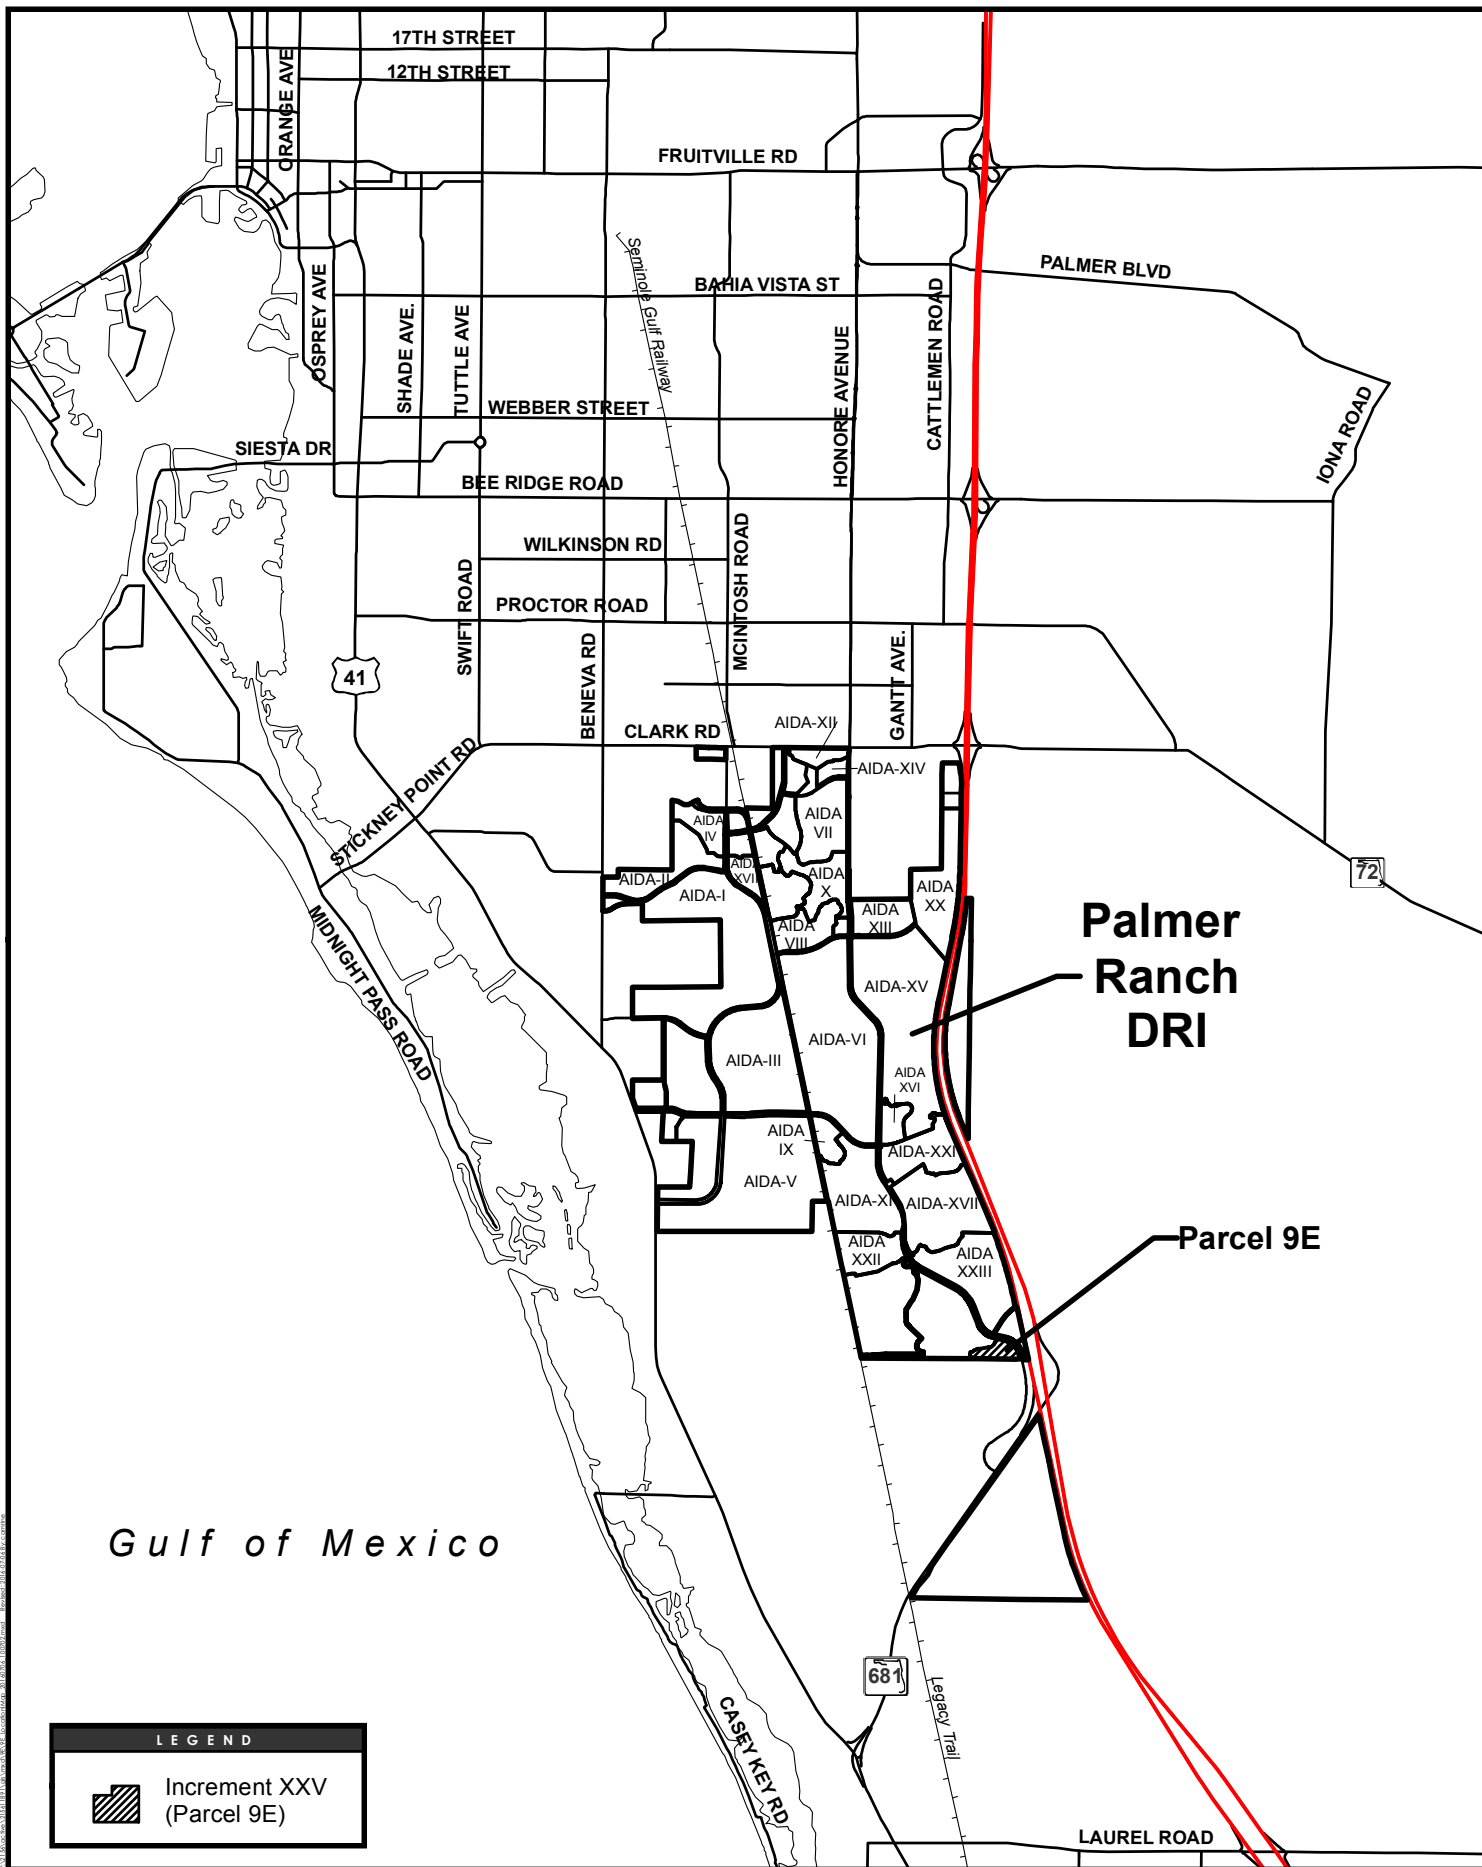 17TH STREET
12TH STREET
ORANGE AVE
FRUITVILLE RD
Seminole Gulf Railway
PALMER BLVD
BAHIA VISTA ST
OSPREY AVE
SHADE AVE.
TUTTLE AVE
HONORE AVENUE
CATTLEMEN ROAD
IONA ROAD
WEBBER STREET
SIESTA DR
BEE RIDGE ROAD
WILKINSON RD
MCINTOSH ROAD
SWIFT ROAD
PROCTOR ROAD
BENEVA RD
GANTT AVE.
41
CLARK RD
AIDA-XII
AIDA-XIV
STICKNEY POINT RD
AIDA
IV
AIDA
VII
AIDA
XVII
AIDA
X
AIDA-II
AIDA-I
AIDA
XX
AIDA
XIII
AIDA
VIII
72
Palmer
Ranch
DRI
MIDNIGHT PASS ROAD
AIDA-XV
AIDA-VI
AIDA-III
AIDA
XVI
AIDA
IX
AIDA-XXI
AIDA-V
AIDA-XI
AIDA-XVII
AIDA
XXII
AIDA
XXIII
Parcel 9E
Gulf of Mexico
681
Legacy Trail
CASEY KEY RD
LAUREL ROAD
LEGEND
Increment XXV
(Parcel 9E)